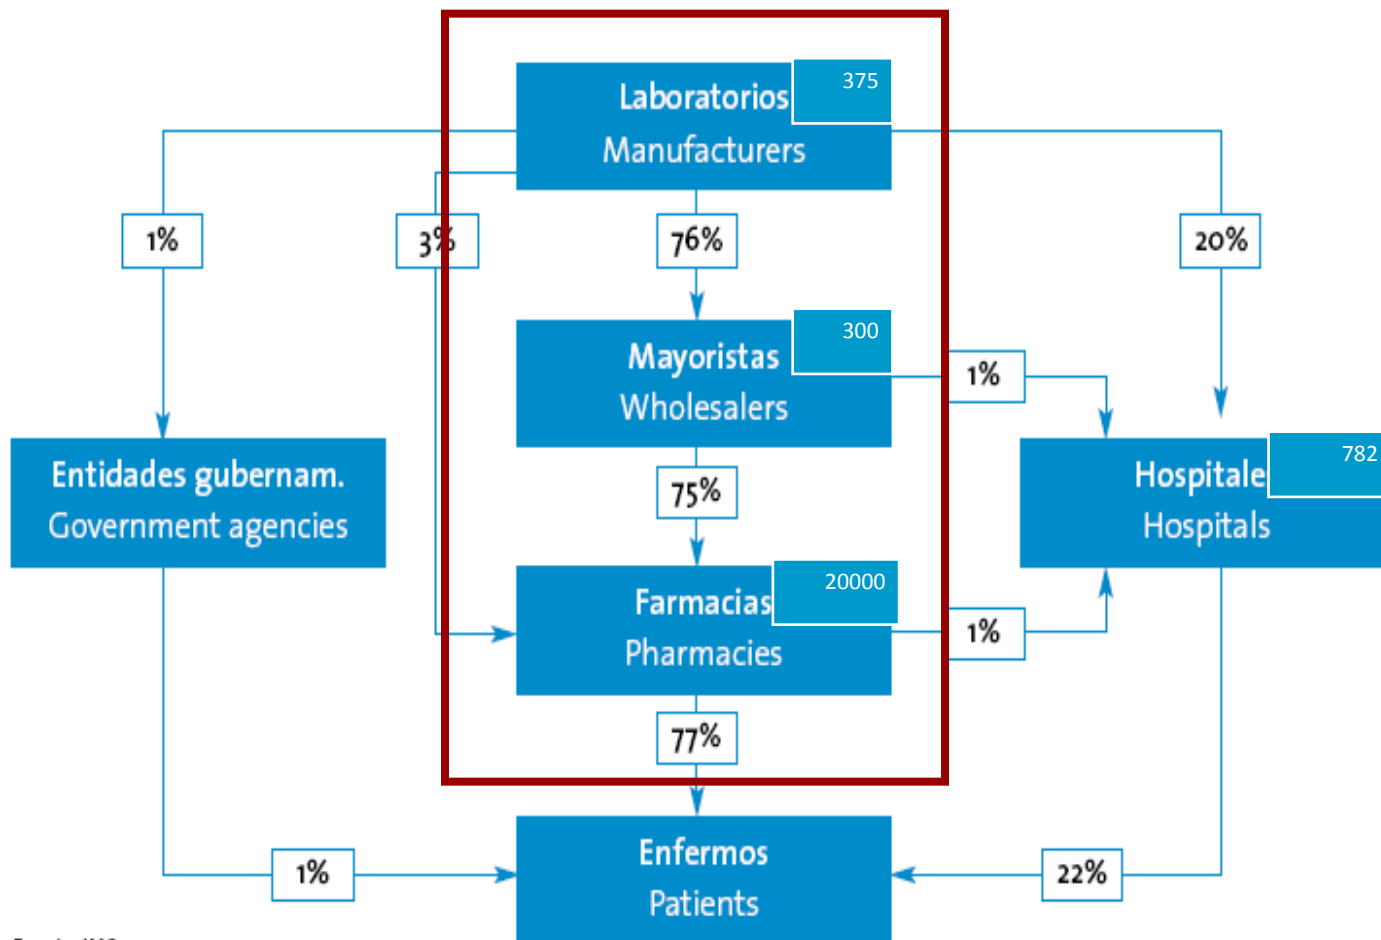 375
Laboratorios
Manufacturers
1%
3%
76%
20%
300
Mayoristas
Wholesalers
1%
782
Entidades gubernam.
Government agencies
75%
Hospitale
Hospitals
20000
Farmacias
Pharmacies
1%
77%
Enfermos
Patients
1%
22%